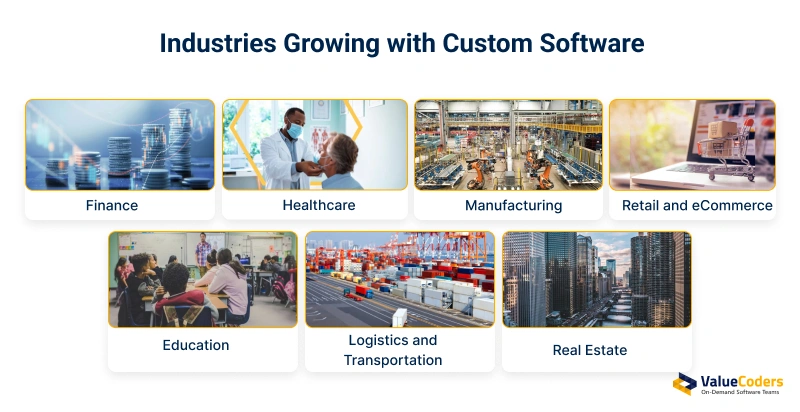 Industries Growing with Custom Software
Finance
Healthcare
Manufacturing
Retail and eCommerce
Education
Logistics and
Transportation
Real Estate
ValueCoders
On-Demand Software Teams